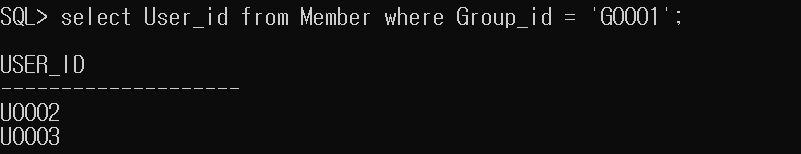 SQL> select User_id from Member where Group_id = 'G0001';
USER_ID
--------------------
U0002
U0003